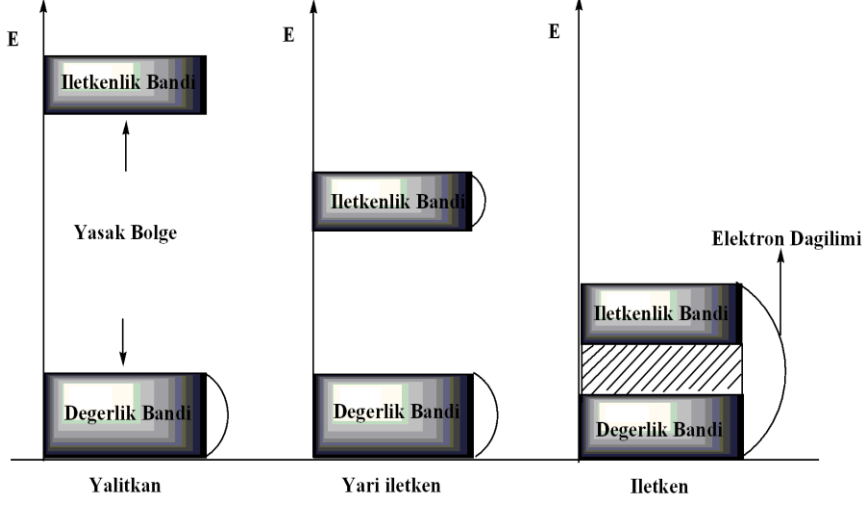 E
Iletkenlik Bandi
Yasak Bolge
Degerlik Bandi
Yalitkan
E
Iletkenlik Bandi
Degerlik Bandi
Yari iletken
E
Elektron Dagilimi
Iletkenlik Bandi
Degerlik Bandi
Iletken